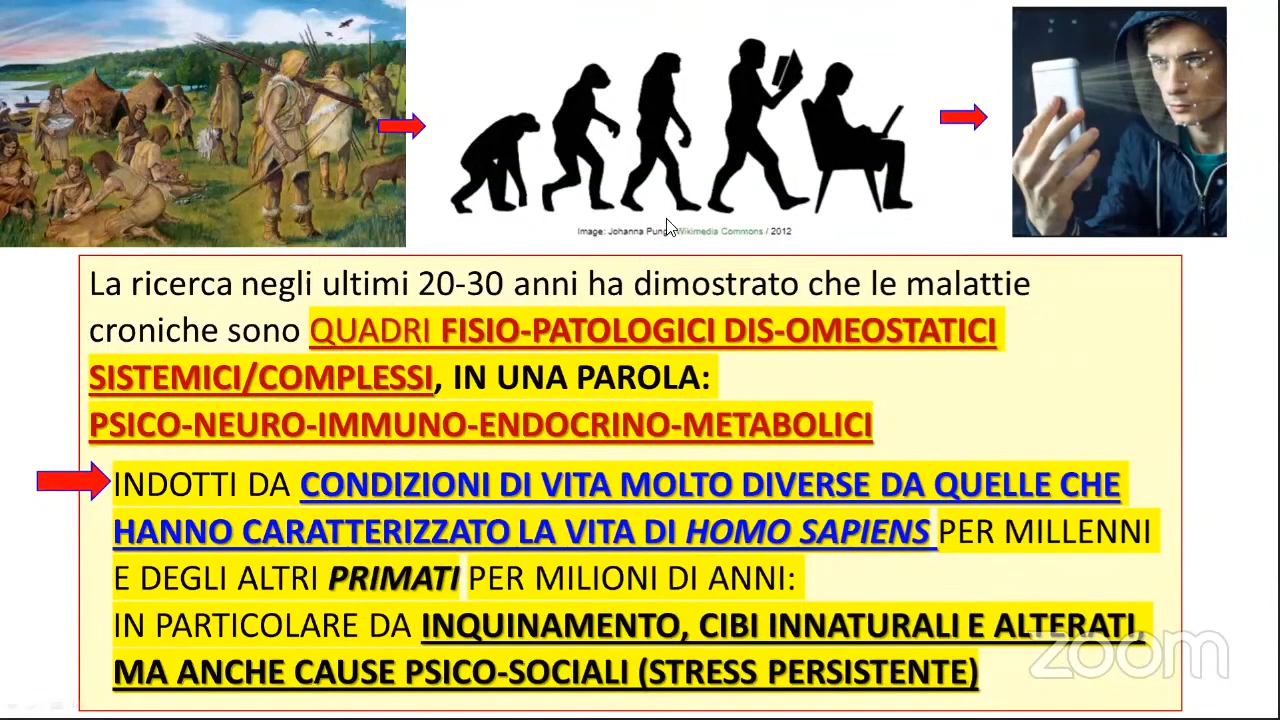 Image: Johanna Pung Wikimedia Commons / 2012
La ricerca negli ultimi 20-30 anni ha dimostrato che le malattie
croniche sono QUADRI FISIO-PATOLOGICI DIS-OMEOSTATICI
SISTEMICI/COMPLESSI, IN UNA PAROLA:
PSICO-NEURO-IMMUNO-ENDOCRINO-METABOLICI
INDOTTI DA CONDIZIONI DI VITA MOLTO DIVERSE DA QUELLE CHE
HANNO CARATTERIZZATO LA VITA DI HOMO SAPIENS PER MILLENNI
E DEGLI ALTRI PRIMATI PER MILIONI DI ANNI:
IN PARTICOLARE DA INQUINAMENTO, CIBI INNATURALI E ALTERATI,
MA ANCHE CAUSE PSICO-SOCIALI (STRESS PERSISTENTE)
zoom